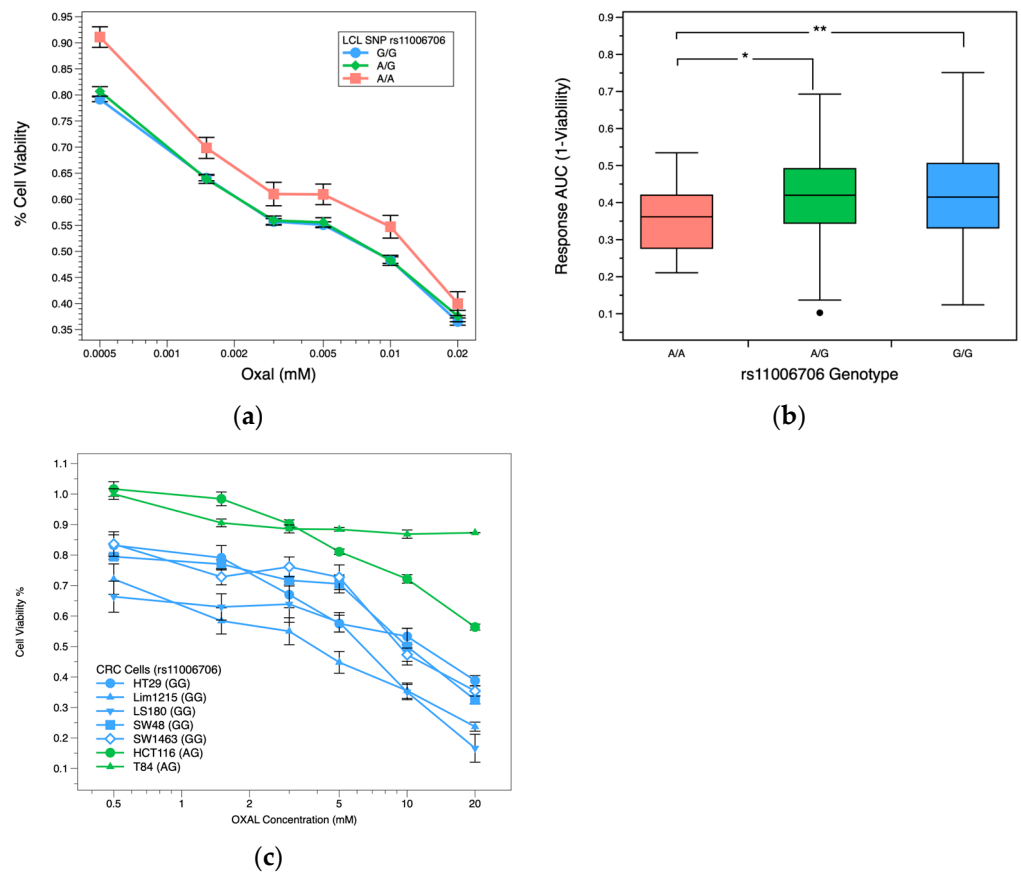 % Cell Viability
0.95
0.90
0.85
0.80
0.75
0.70
0.65
0.60
0.55
0.50
0.45
0.40
0.35
LCL SNP rs11006706
G/G
A/G
A/A
0.0005 0.001 0.002 0.005 0.01 0.02
Oxal (mM)
(a)
Response AUC (1-Viablility)
0.9
0.8
0.7
0.6
0.5
0.4
0.3
0.2
0.1
**
*
A/A A/G G/G
rs11006706 Genotype
(b)
Cell Viability %
1.1
1.0
0.9
0.8
0.7
0.6
0.5
0.4
0.3
0.2
0.1
CRC Cells (rs11006706)
HT29 (GG)
Lim1215 (GG)
LS180 (GG)
SW48 (GG)
SW1463 (GG)
HCT116 (AG)
T84 (AG)
0.5 1 2 5 10 20
OXAL Concentration (mM)
(c)